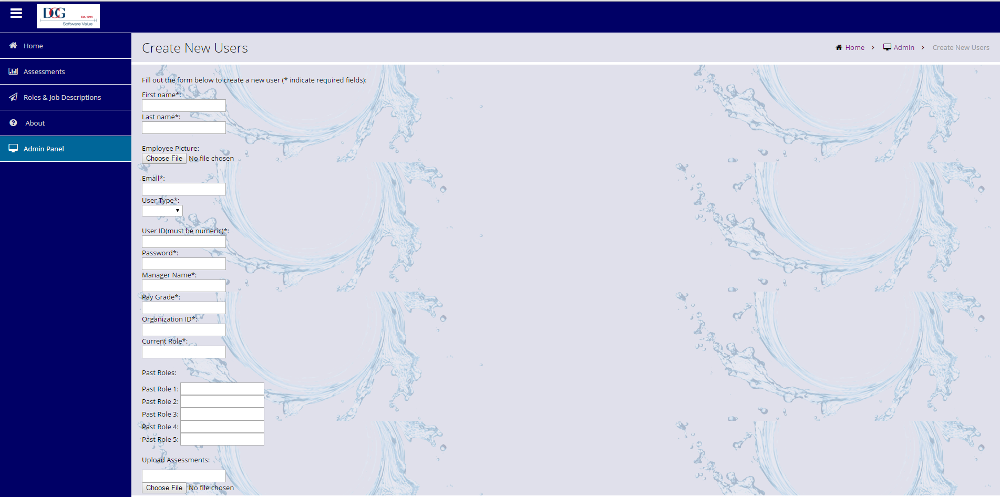 DCG
Est. 1994
Software Value
Home
Assessments
Roles & Job Descriptions
About
Admin Panel
Create New Users
Home
Admin
Create New Users
Fill out the form below to create a new user (* indicate required fields):
First name*:
Last name*:
Employee Picture:
Choose File No file chosen
Email*:
User Type*:
User ID(must be numeric)*:
Password*:
Manager Name*:
Pay Grade*:
Organization ID*:
Current Role*:
Past Roles:
Past Role 1:
Past Role 2:
Past Role 3:
Past Role 4:
Past Role 5:
Upload Assessments:
Choose File No file chosen